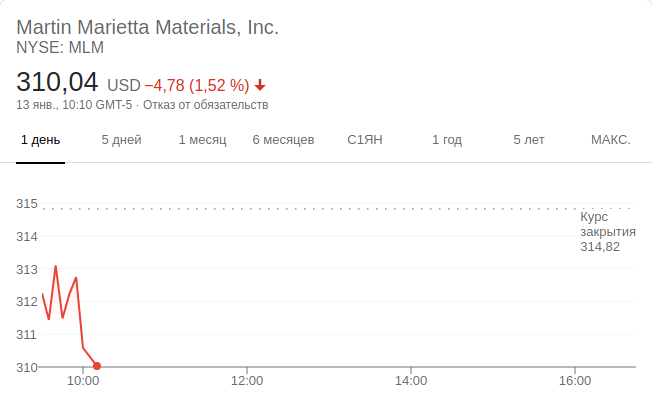 Martin Marietta Materials, Inc.
NYSE: MLM
310,04 USD −4,78 (1,52 %)
13 янв., 10:10 GMT-5 · Отказ от обязательств
1 день 5 дней 1 месяц 6 месяцев С1ЯН 1 год 5 лет МАКС.
315
Курс
закрытия
314,82
314
313
312
311
310
10:00 12:00 14:00 16:00